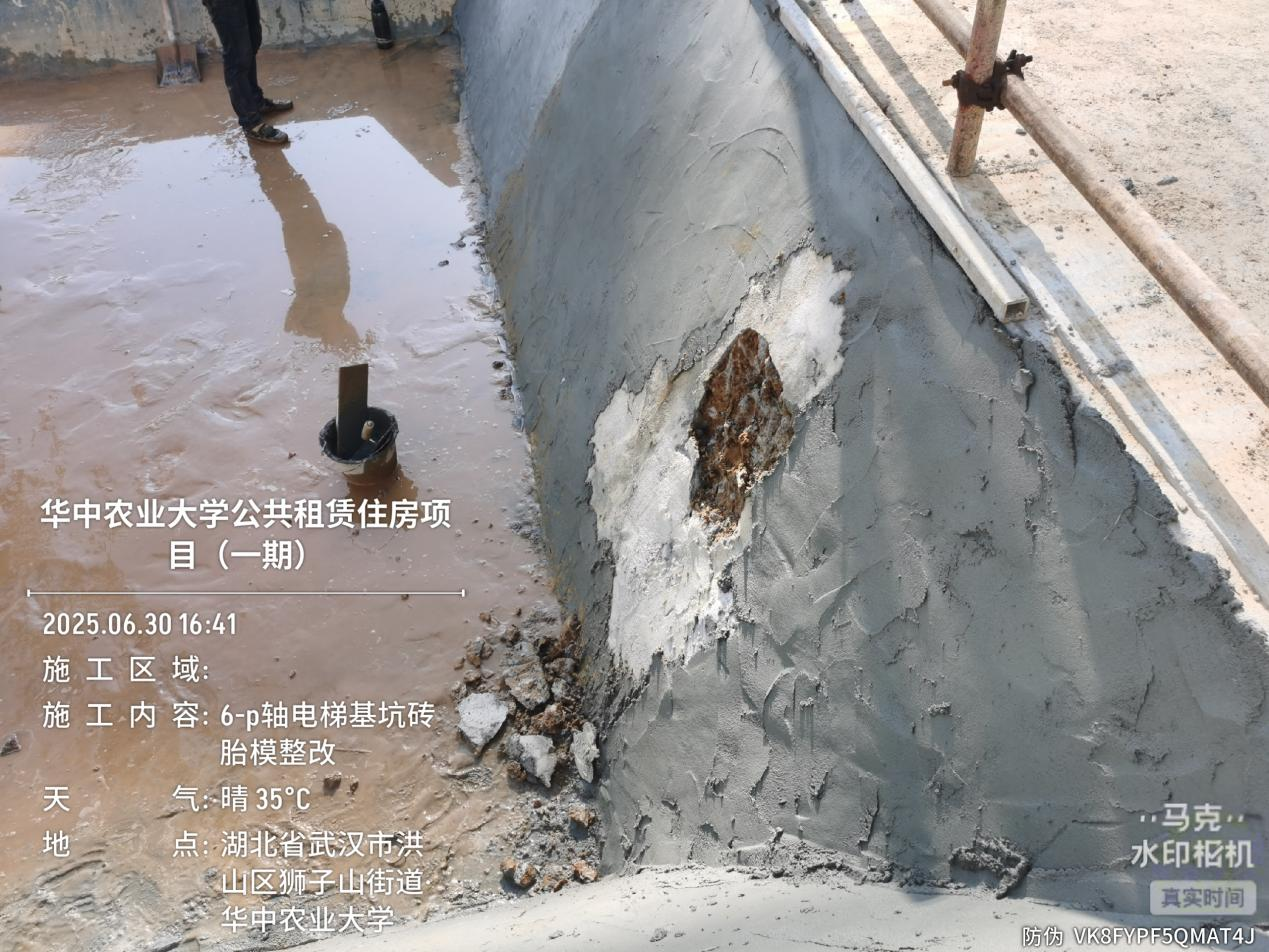 华中农业大学公共租赁住房项
目（一期）
2025.06.30 16:41
施工区域：
施工内容：6-p轴电梯基坑砖
胎模整改
天气：晴 35°C
地点：湖北省武汉市洪
山区狮子山街道·
华中农业大学
马克
水印相机
真实时间
防伪 VK8FYPF5QMAT4J